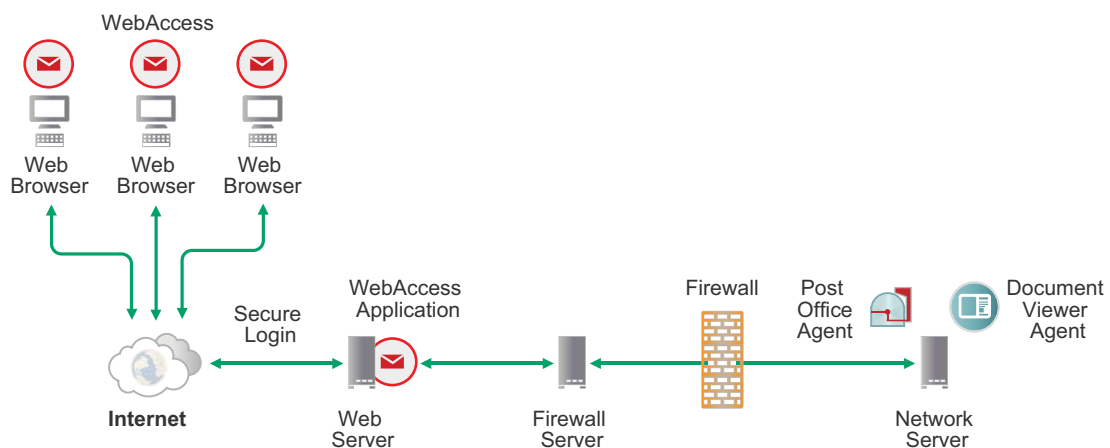 WebAccess
Web
Browser
Web
Browser
Web
Browser
Secure
Login
WebAccess
Application
Firewall
Post
Office
Agent
Document
Viewer
Agent
Internet
Web
Server
Firewall
Server
Network
Server